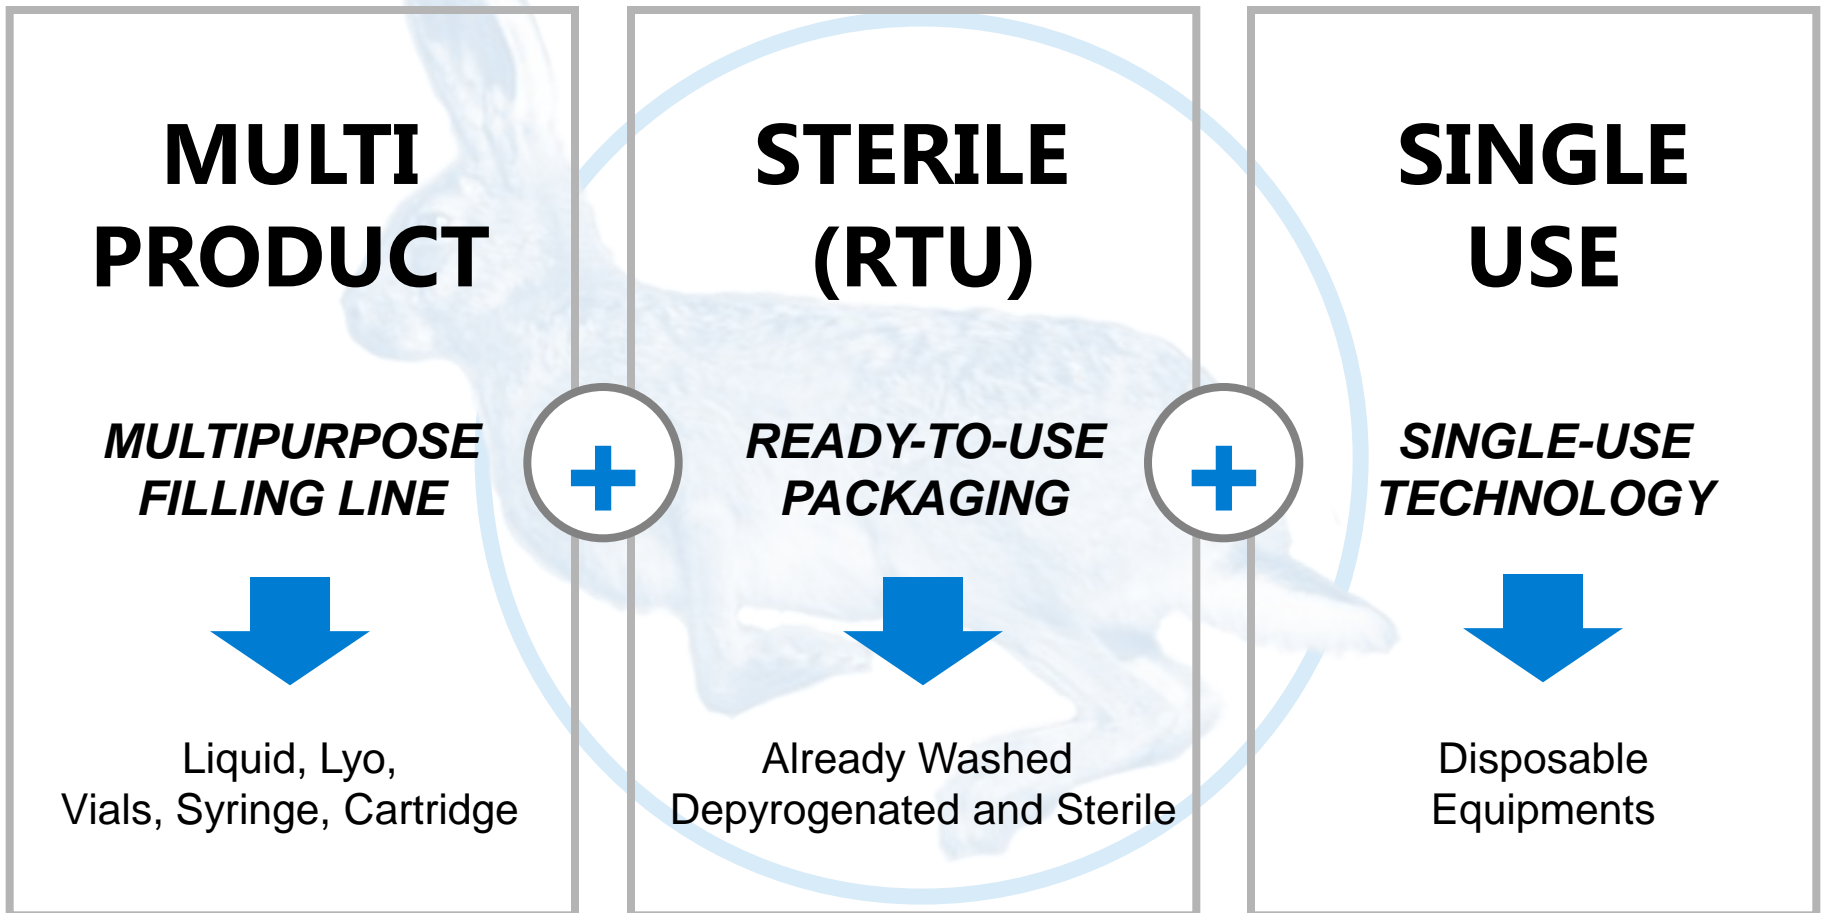 MULTI
PRODUCT
MULTIPURPOSE
FILLING LINE
Liquid, Lyo,
Vials, Syringe, Cartridge
+
STERILE
(RTU)
READY-TO-USE
PACKAGING
Already Washed
Depyrogenated and Sterile
+
SINGLE
USE
SINGLE-USE
TECHNOLOGY
Disposable
Equipments